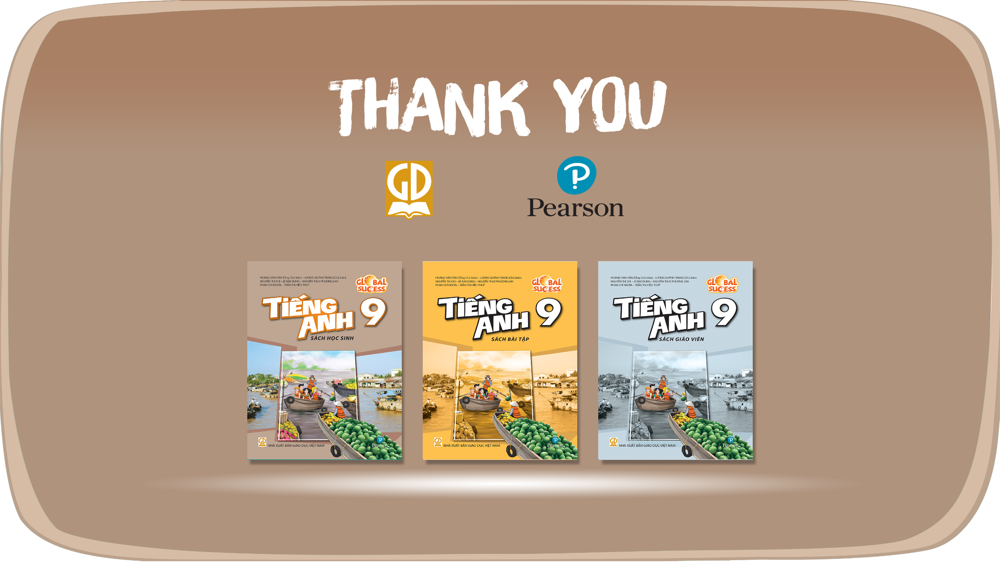 THANK YOU
GD
P
Pearson
HOÀNG VĂN VÂN (Tổng Chủ biên) – LƯƠNG QUỲNH TRANG (Chủ biên)
NGUYỄN THỊ CHI – LÊ KIM DUNG – NGUYỄN THUỴ PHƯƠNG LAN
PHAN CHÍ NGHĨA – TRẦN THỊ HIẾU THUỶ
GLOBAL
SUCCESS
TIẾNG
ANH 9
SÁCH HỌC SINH
GD
NHÀ XUẤT BẢN GIÁO DỤC VIỆT NAM
Pearson
HOÀNG VĂN VÂN (Tổng Chủ biên) – LƯƠNG QUỲNH TRANG (Chủ biên)
NGUYỄN THỊ CHI – LÊ KIM DUNG – NGUYỄN THUỴ PHƯƠNG LAN
PHAN CHÍ NGHĨA – TRẦN THỊ HIẾU THUỶ
GLOBAL
SUCCESS
TIẾNG
ANH 9
SÁCH BÀI TẬP
GD
NHÀ XUẤT BẢN GIÁO DỤC VIỆT NAM
Pearson
HOÀNG VĂN VÂN (Tổng Chủ biên) – LƯƠNG QUỲNH TRANG (Chủ biên)
NGUYỄN THỊ CHI – LÊ KIM DUNG – NGUYỄN THUỴ PHƯƠNG LAN
PHAN CHÍ NGHĨA – TRẦN THỊ HIẾU THUỶ
GLOBAL
SUCCESS
TIẾNG
ANH 9
SÁCH GIÁO VIÊN
GD
NHÀ XUẤT BẢN GIÁO DỤC VIỆT NAM
Pearson